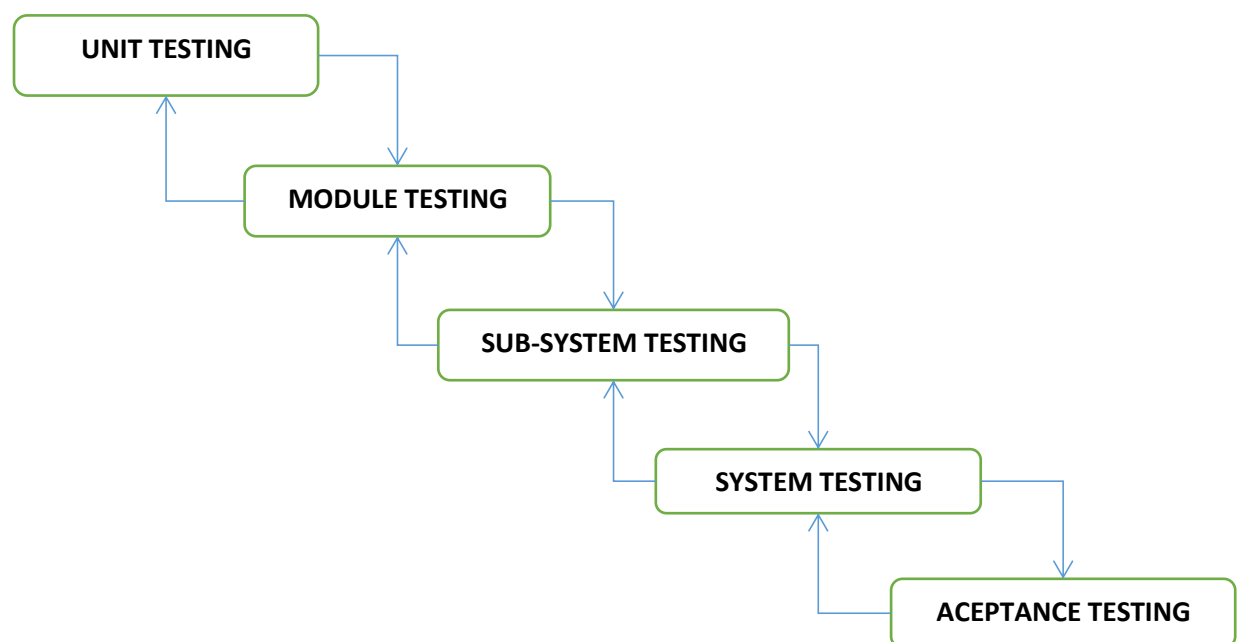 UNIT TESTING
MODULE TESTING
SUB-SYSTEM TESTING
SYSTEM TESTING
ACEPTANCE TESTING